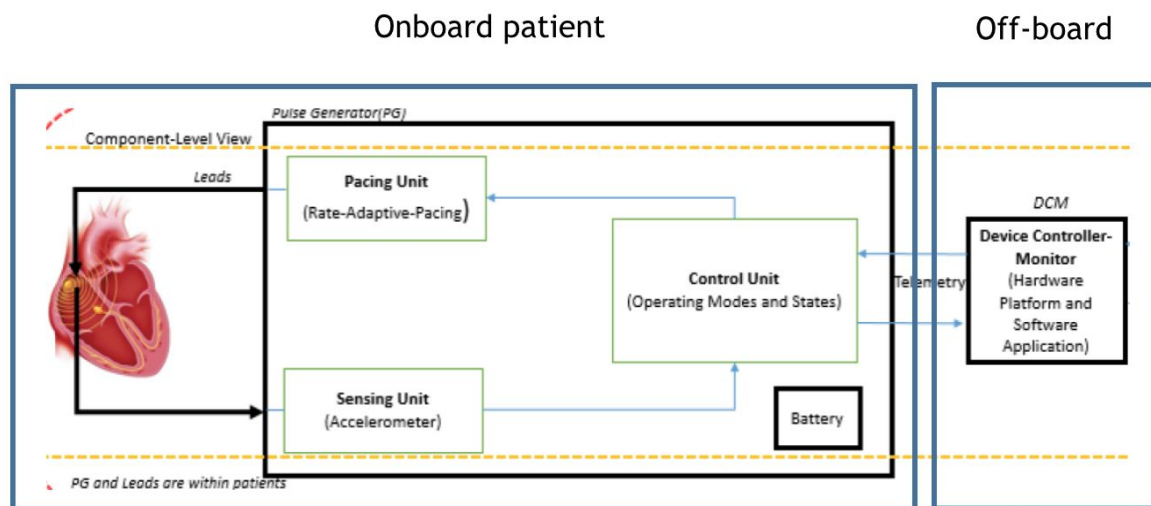 Onboard patient
Off-board
Pulse Generator(PG)
Component-Level View
Leads
Pacing Unit
(Rate-Adaptive-Pacing)
DCM
Device Controller-
Monitor
(Hardware
Platform and
Software
Application)
Control Unit
(Operating Modes and States)
Telemetry
Sensing Unit
(Accelerometer)
Battery
PG and Leads are within patients